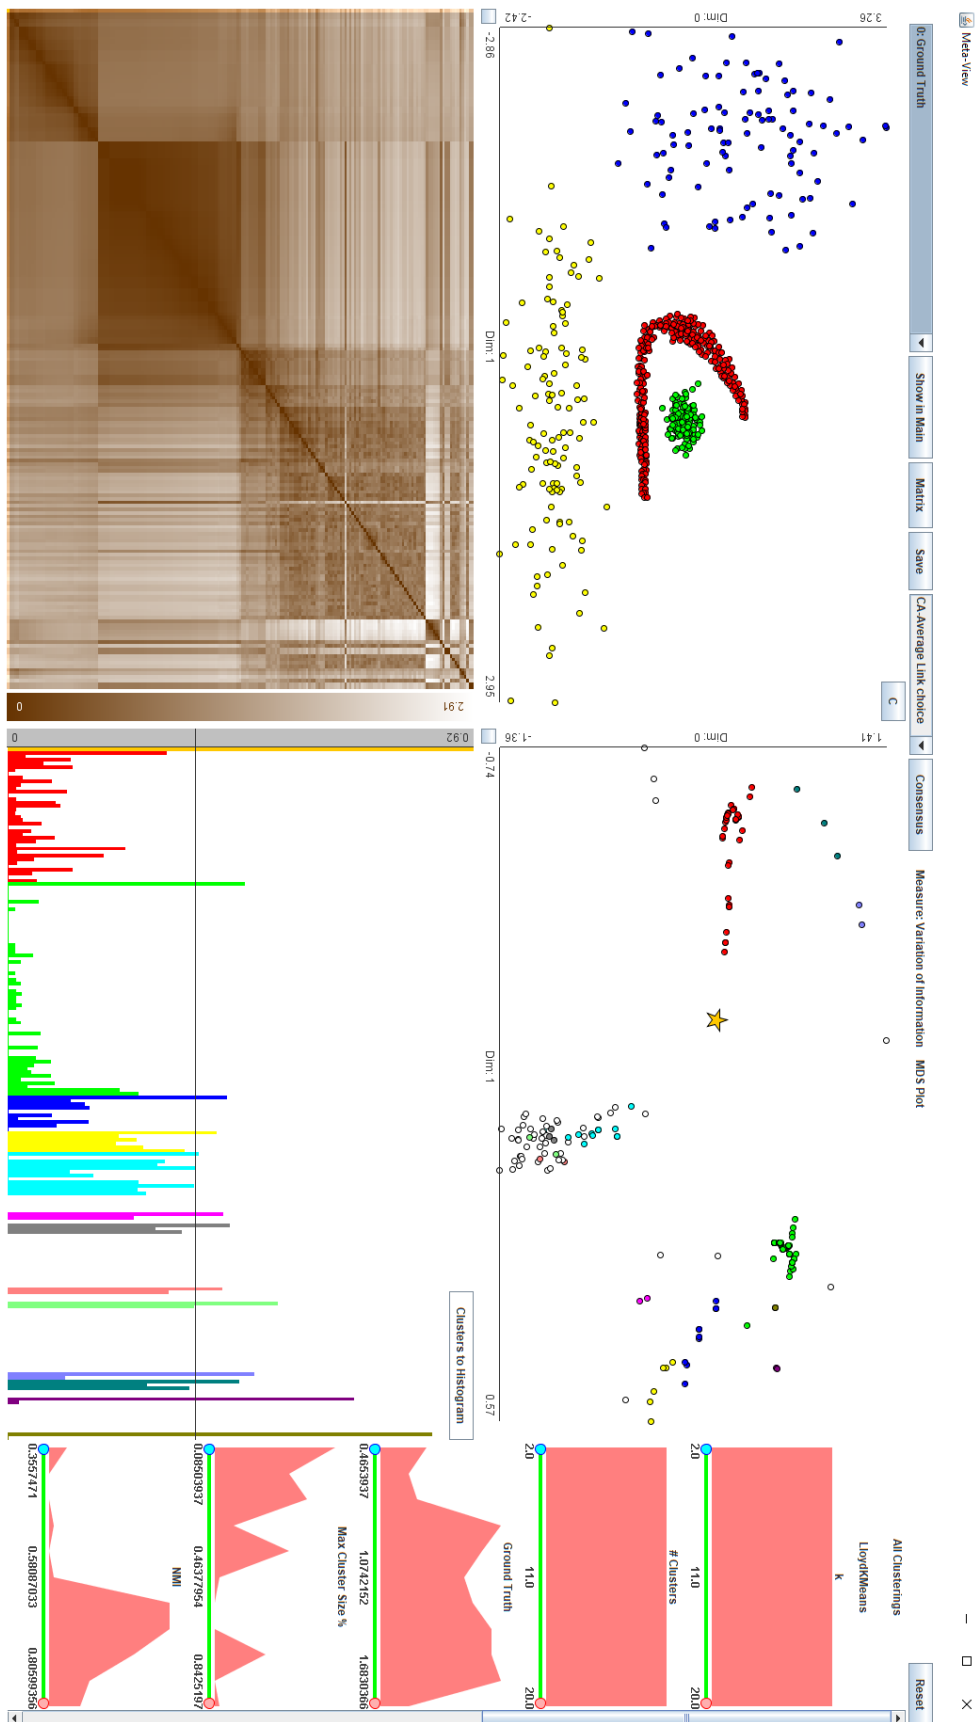 Meta-View
0: Ground Truth
Show in Main
Matrix
Save
CA-Average Link choice
Consensus
Measure: Variation of Information
MDS Plot
Reset
C
3.26
Dim: 0
-2.42
-2.86
Dim: 1
2.95
1.41
Dim: 0
-1.36
-0.74
Dim: 1
0.57
All Clusterings
LloydKMeans
k
2.0
11.0
20.0
# Clusters
2.0
11.0
20.0
Ground Truth
0.4653937
1.0742152
1.6830366
Max Cluster Size %
0.08503937
0.46377954
0.8425197
NMI
0.3557471
0.58087033
0.80599356
2.91
0
0.92
0
Clusters to Histogram